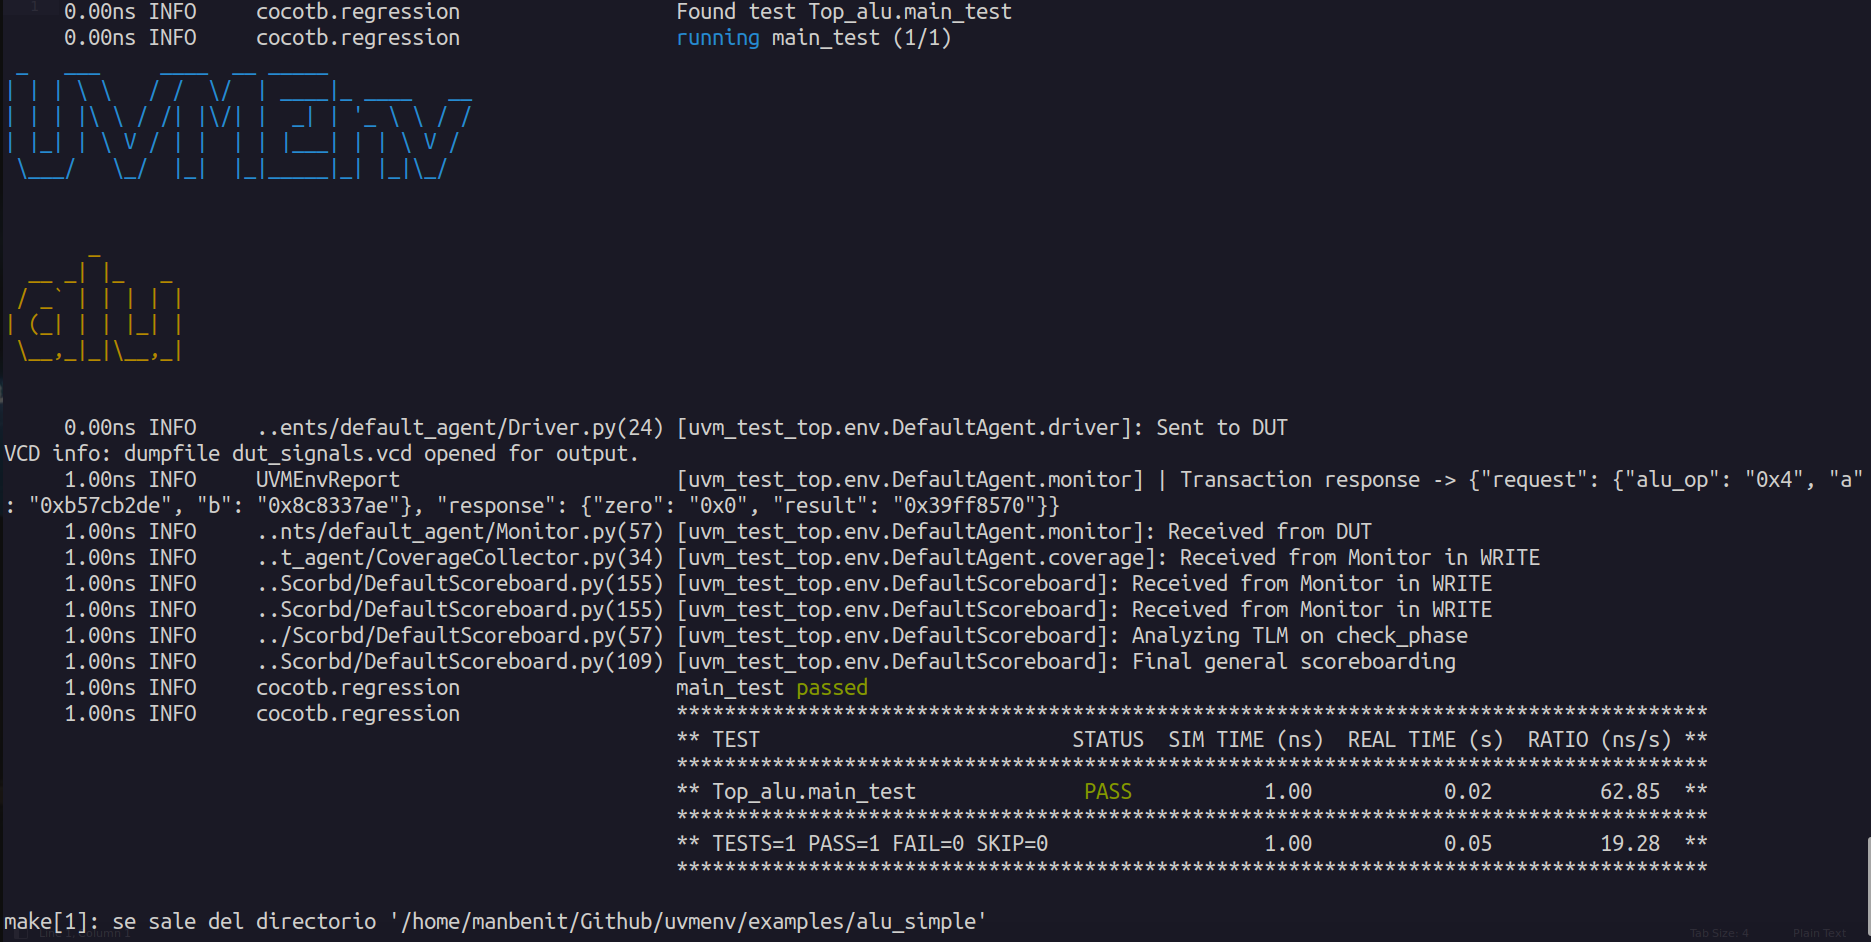 0.00ns INFO     cocotb.regression                  Found test Top_alu.main_test
0.00ns INFO     cocotb.regression                  running main_test (1/1)
UVMEnv
alu
0.00ns INFO     ..ents/default_agent/Driver.py(24) [uvm_test_top.env.DefaultAgent.driver]: Sent to DUT
VCD info: dumpfile dut_signals.vcd opened for output.
1.00ns INFO     UVMEnvReport                       [uvm_test_top.env.DefaultAgent.monitor] | Transaction response -> {"request": {"alu_op": "0x4", "a"
: "0xb57cb2de", "b": "0x8c8337ae"}, "response": {"zero": "0x0", "result": "0x39ff8570"}}
1.00ns INFO     ..nts/default_agent/Monitor.py(57) [uvm_test_top.env.DefaultAgent.monitor]: Received from DUT
1.00ns INFO     ..t_agent/CoverageCollector.py(34) [uvm_test_top.env.DefaultAgent.coverage]: Received from Monitor in WRITE
1.00ns INFO     ..Scorbd/DefaultScoreboard.py(155) [uvm_test_top.env.DefaultScoreboard]: Received from Monitor in WRITE
1.00ns INFO     ..Scorbd/DefaultScoreboard.py(155) [uvm_test_top.env.DefaultScoreboard]: Received from Monitor in WRITE
1.00ns INFO     ../Scorbd/DefaultScoreboard.py(57) [uvm_test_top.env.DefaultScoreboard]: Analyzing TLM on check_phase
1.00ns INFO     ..Scorbd/DefaultScoreboard.py(109) [uvm_test_top.env.DefaultScoreboard]: Final general scoreboarding
1.00ns INFO     cocotb.regression                  main_test passed
1.00ns INFO     cocotb.regression                  **************************************************************************************
** TEST                          STATUS  SIM TIME (ns)  REAL TIME (s)  RATIO (ns/s) **
**************************************************************************************
** Top_alu.main_test              PASS           1.00           0.02         62.85  **
**************************************************************************************
** TESTS=1 PASS=1 FAIL=0 SKIP=0                  1.00           0.05         19.28  **
**************************************************************************************
make[1]: se sale del directorio '/home/manbenit/Github/uvmenv/examples/alu_simple'
Tab Size: 4 Plain Text